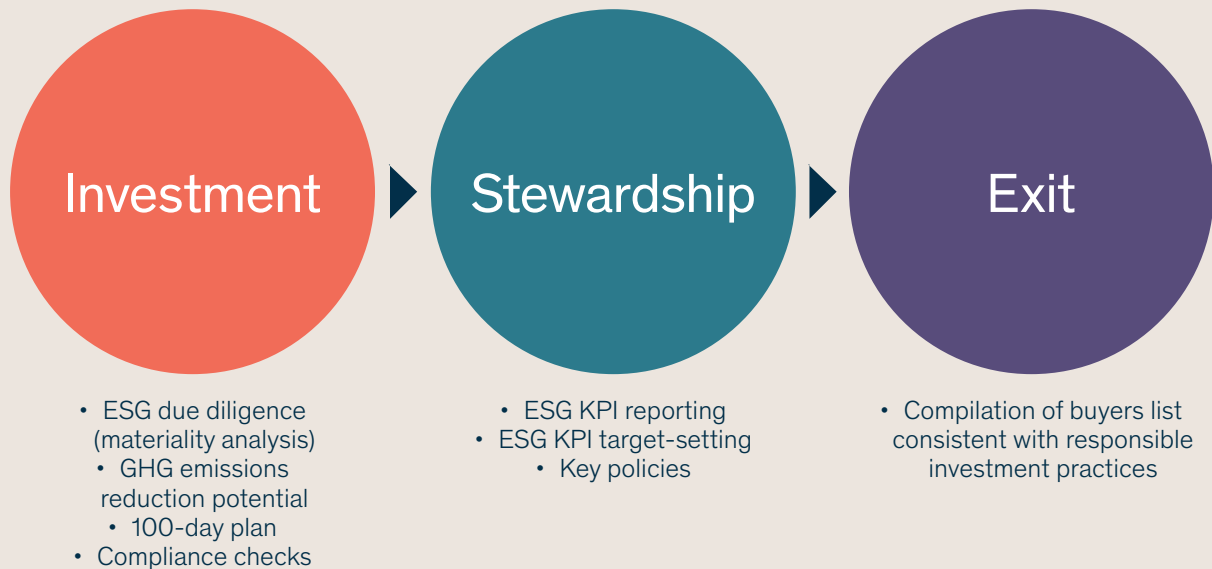 Investment
Stewardship
Exit
• ESG due diligence
(materiality analysis)
• GHG emissions
reduction potential
• 100-day plan
• Compliance checks
• ESG KPI reporting
• ESG KPI target-setting
• Key policies
• Compilation of buyers list
consistent with responsible
investment practices